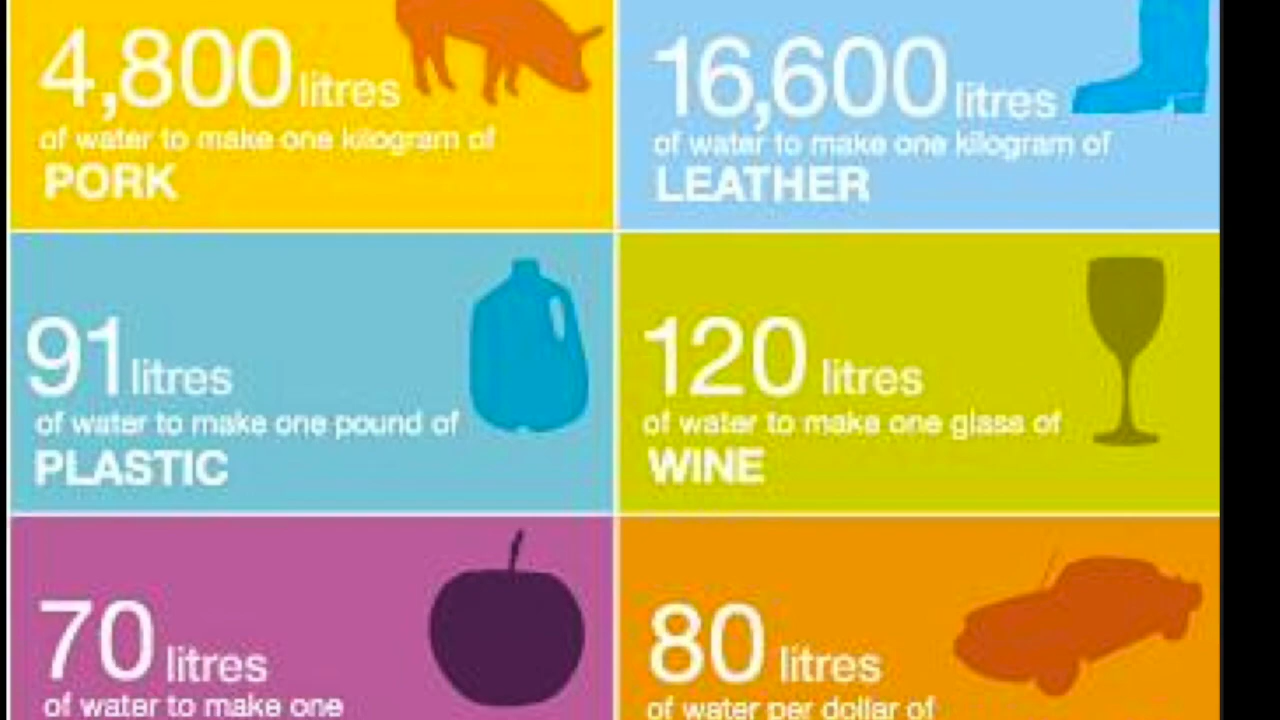 4,800 litres
of water to make one kilogram of
PORK
16,600 litres
of water to make one kilogram of
LEATHER
91 litres
of water to make one pound of
PLASTIC
120 litres
of water to make one glass of
WINE
70 litres
of water to make one
80 litres
of water per dollar of